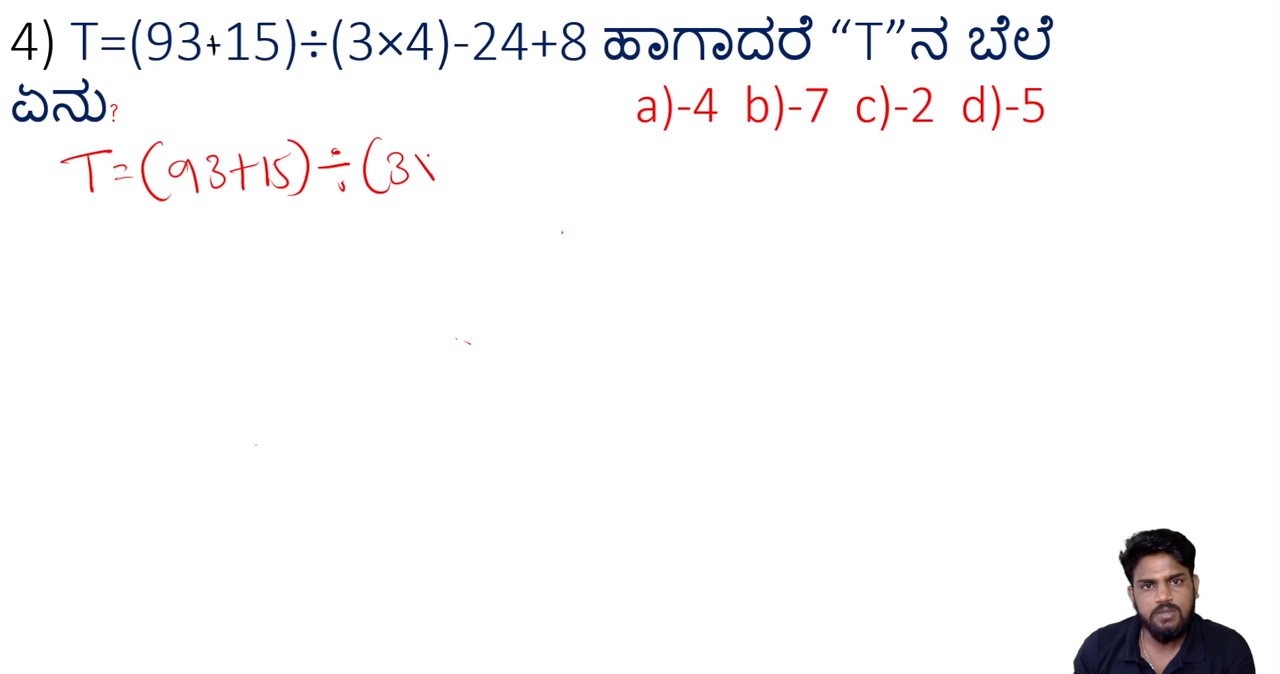 4) T=(93+15)÷(3×4)-24+8 ಹಾಗಾದರೆ “T”ನ ಬೆಲೆ
ಏನು? a)-4 b)-7 c)-2 d)-5
T=(93+15)÷(3×